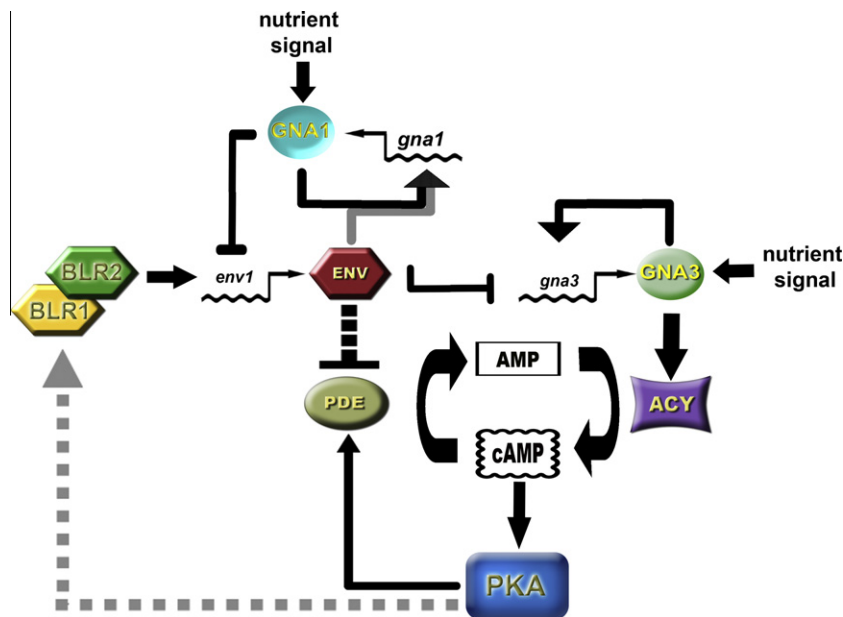 nutrient
signal
GNA1
gna1
BLR2
BLR1
env1
ENV
gna3
GNA3
nutrient
signal
AMP
PDE
ACY
cAMP
PKA